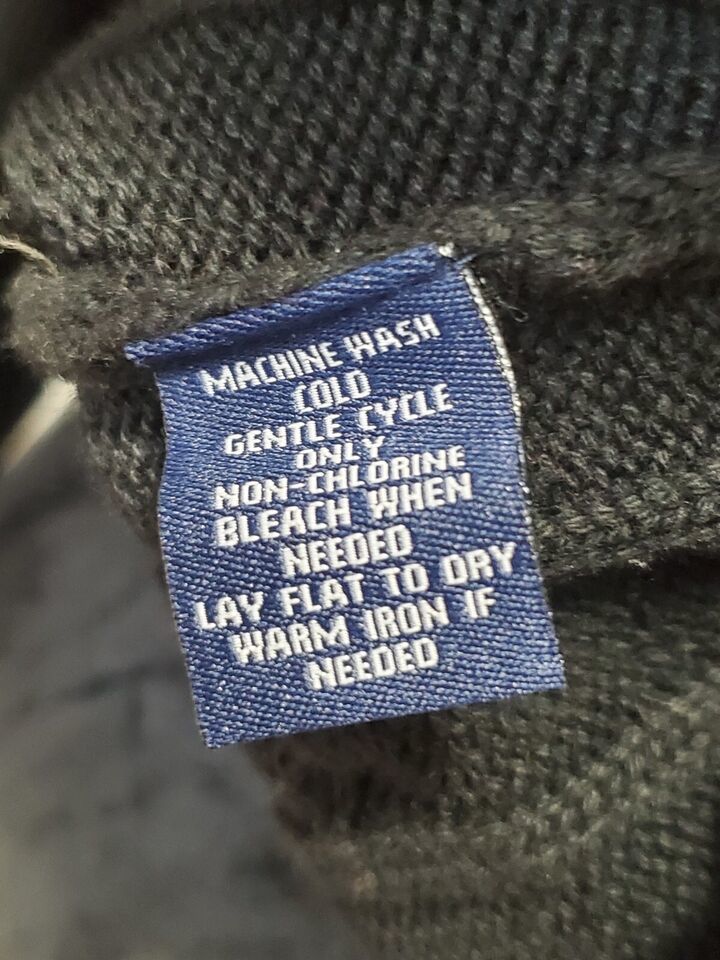 MACHINE WASH
COLD
GENTLE CYCLE
ONLY
NON-CHLORINE
BLEACH WHEN
NEEDED
LAY FLAT TO DRY
WARM IRON IF
NEEDED